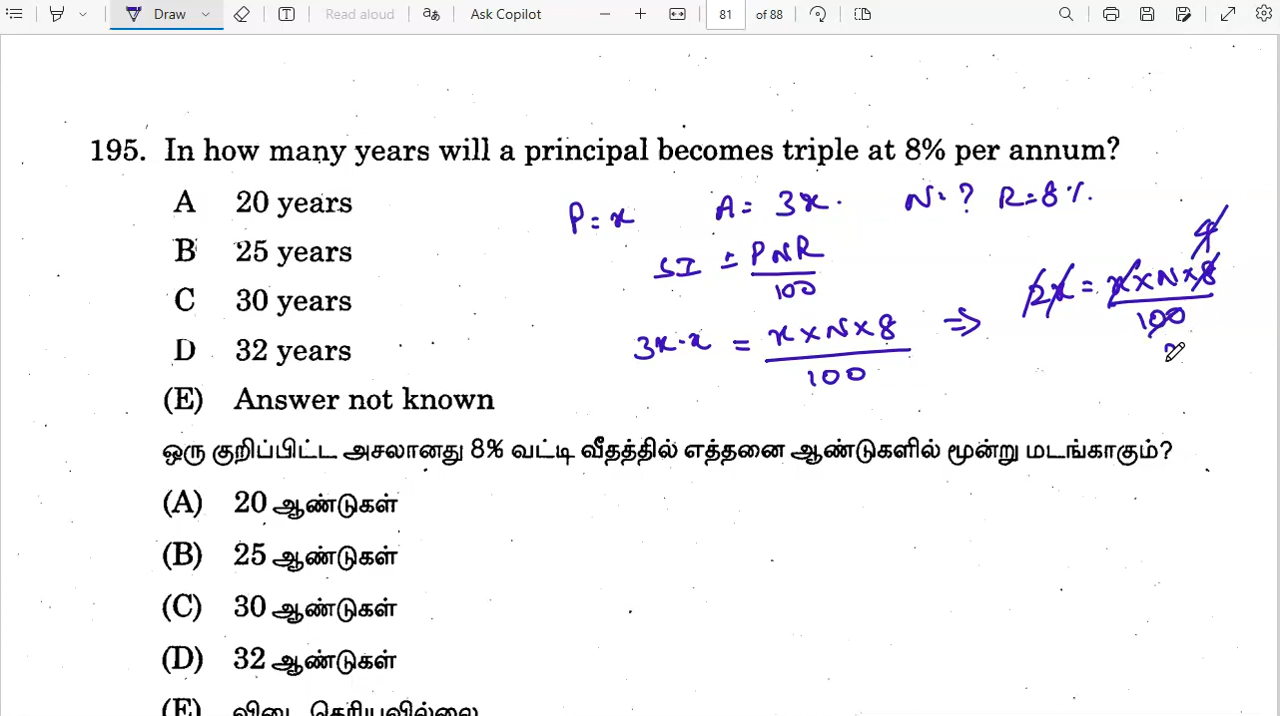 Draw Read aloud Ask Copilot 81 of 88
195. In how many years will a principal becomes triple at 8% per annum?
A 20 years
B 25 years
C 30 years
D 32 years
(E) Answer not known
P = x A = 3x. N = ? R = 8%.
SI = PNR
100
3x - x = x × N × 8
100
⇒ 2x = x × N × 8
100
4
2
ஒரு குறிப்பிட்ட அசலானது 8% வட்டி வீதத்தில் எத்தனை ஆண்டுகளில் மூன்று மடங்காகும்?
(A) 20 ஆண்டுகள்
(B) 25 ஆண்டுகள்
(C) 30 ஆண்டுகள்
(D) 32 ஆண்டுகள்
(E) விடை தெரியவில்லை